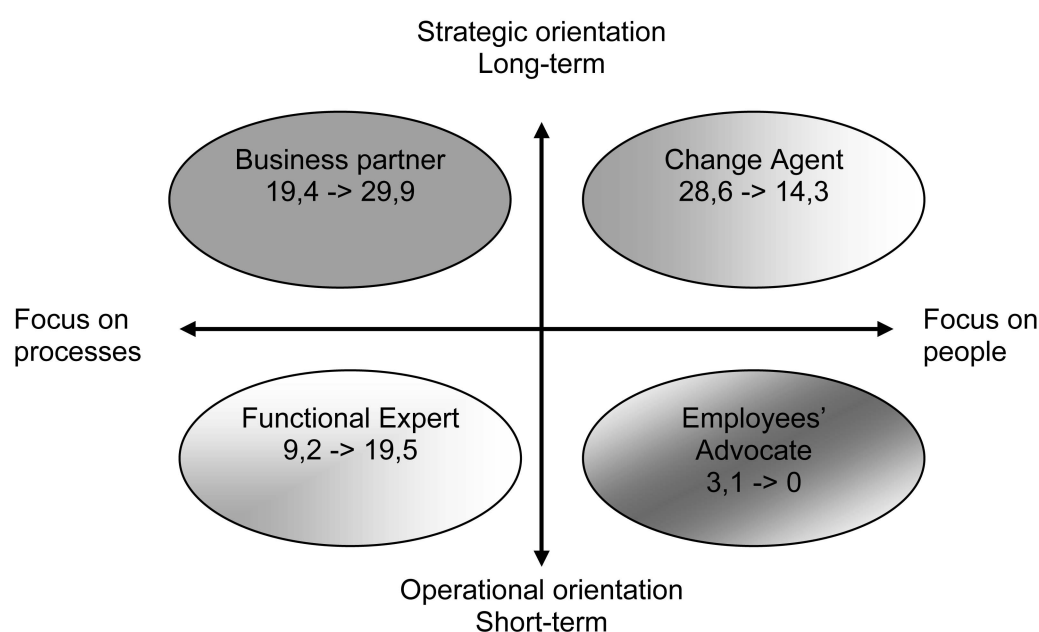 Strategic orientation
Long-term
Business partner
19,4 -> 29,9
Change Agent
28,6 -> 14,3
Focus on
processes
Focus on
people
Functional Expert
9,2 -> 19,5
Employees’
Advocate
3,1 -> 0
Operational orientation
Short-term